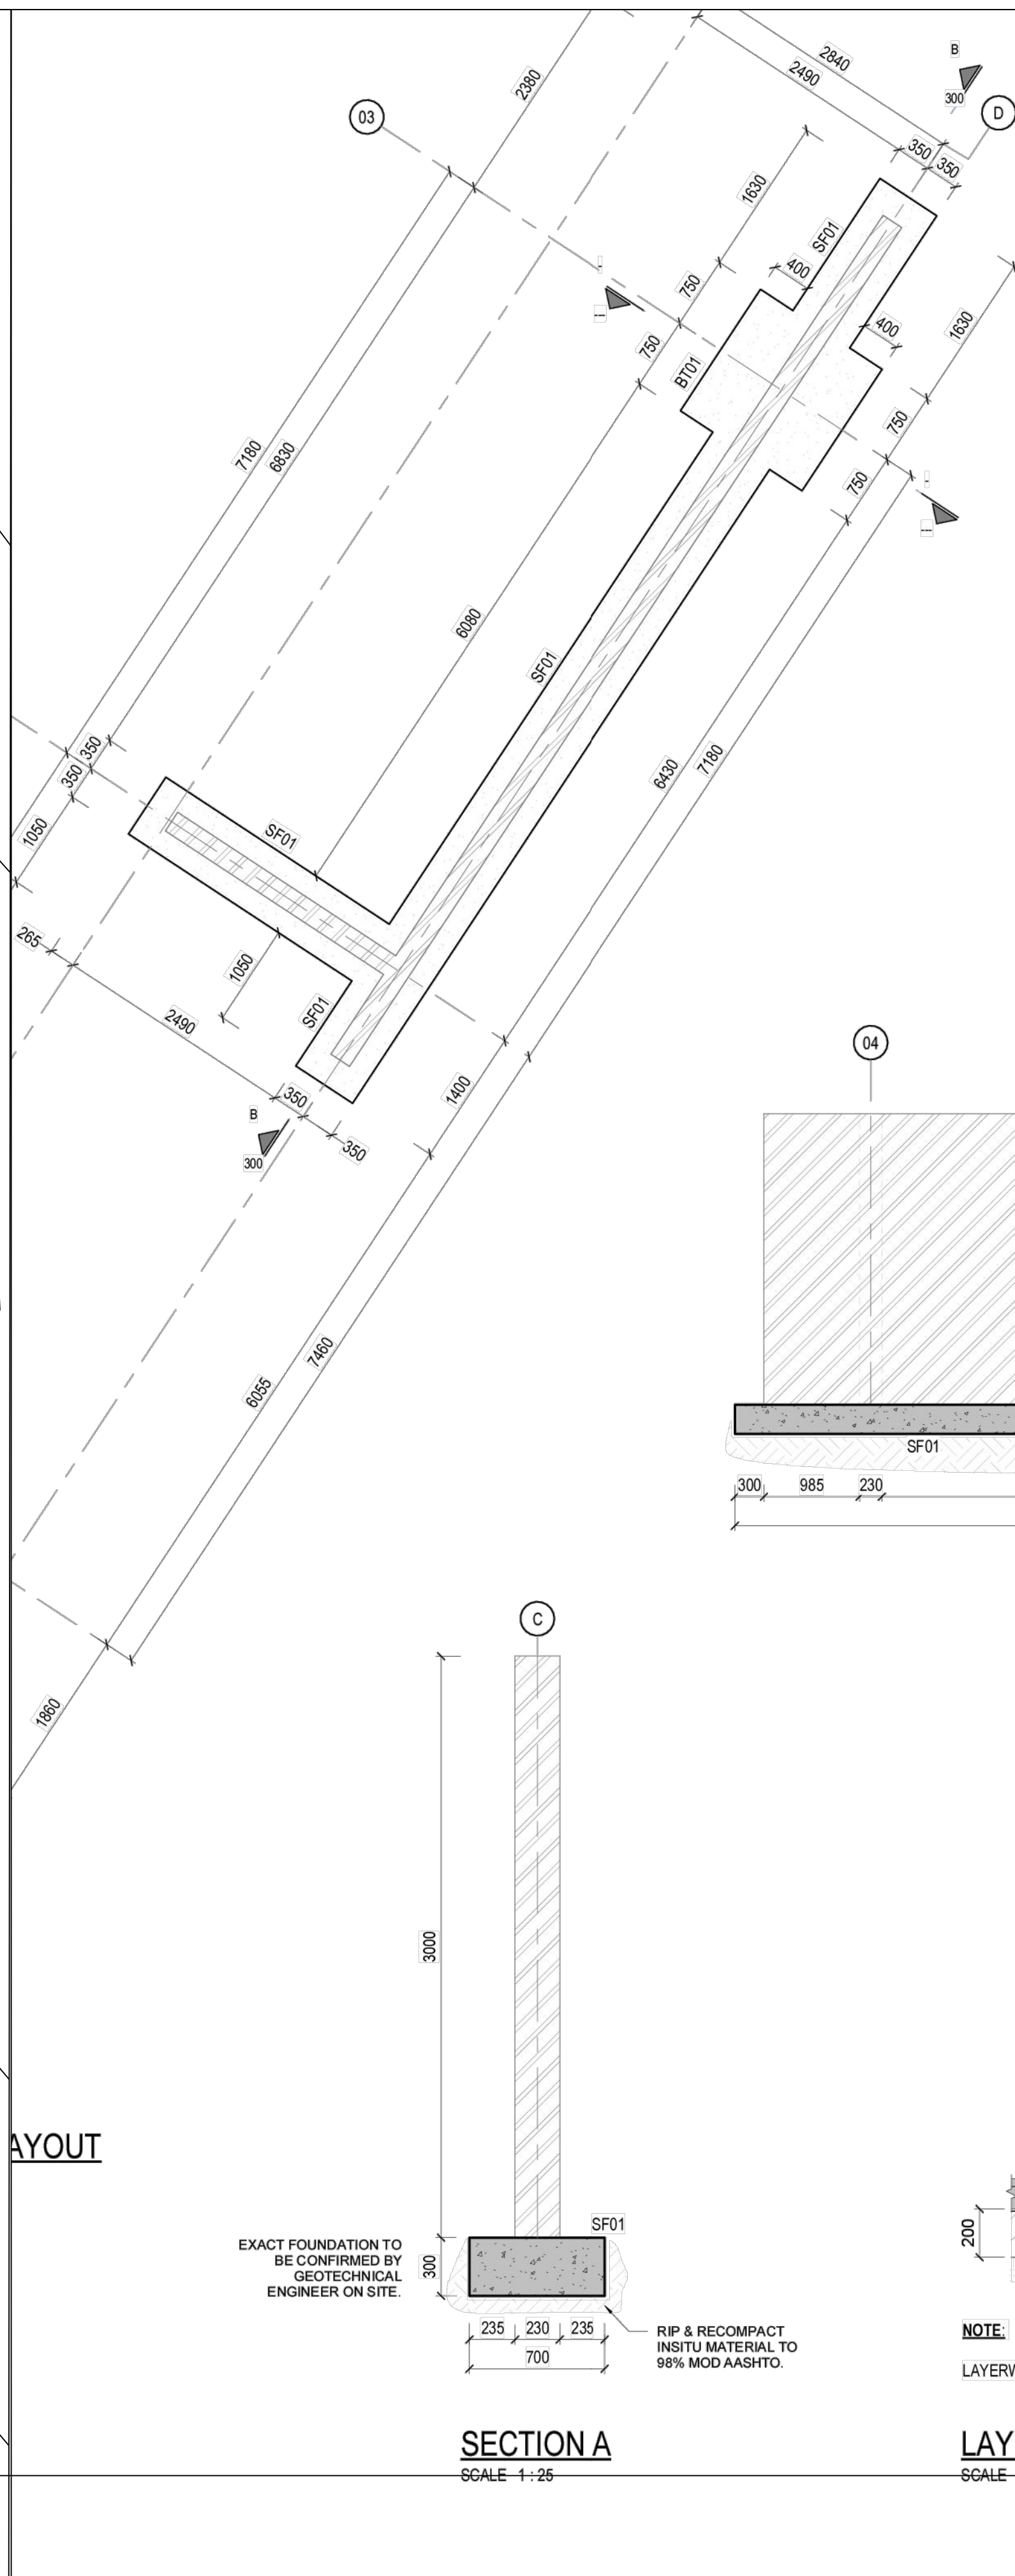 2840
B
2490
2380
300
03
D
350
350
1630
SF01
400
750
1630
400
750
BT01
750
7180
6830
750
6080
SF01
6430
7180
350
350
1050
SF01
265
1050
2490
SF01
04
1400
350
B
350
300
7460
6055
SF01
300
985
230
C
1860
3000
AYOUT
SF01
200
EXACT FOUNDATION TO
BE CONFIRMED BY
GEOTECHNICAL
ENGINEER ON SITE.
300
235
230
235
RIP & RECOMPACT
INSITU MATERIAL TO
98% MOD AASHTO.
NOTE:
700
LAYERW
SECTION A
SCALE 1 : 25
LAY
SCALE